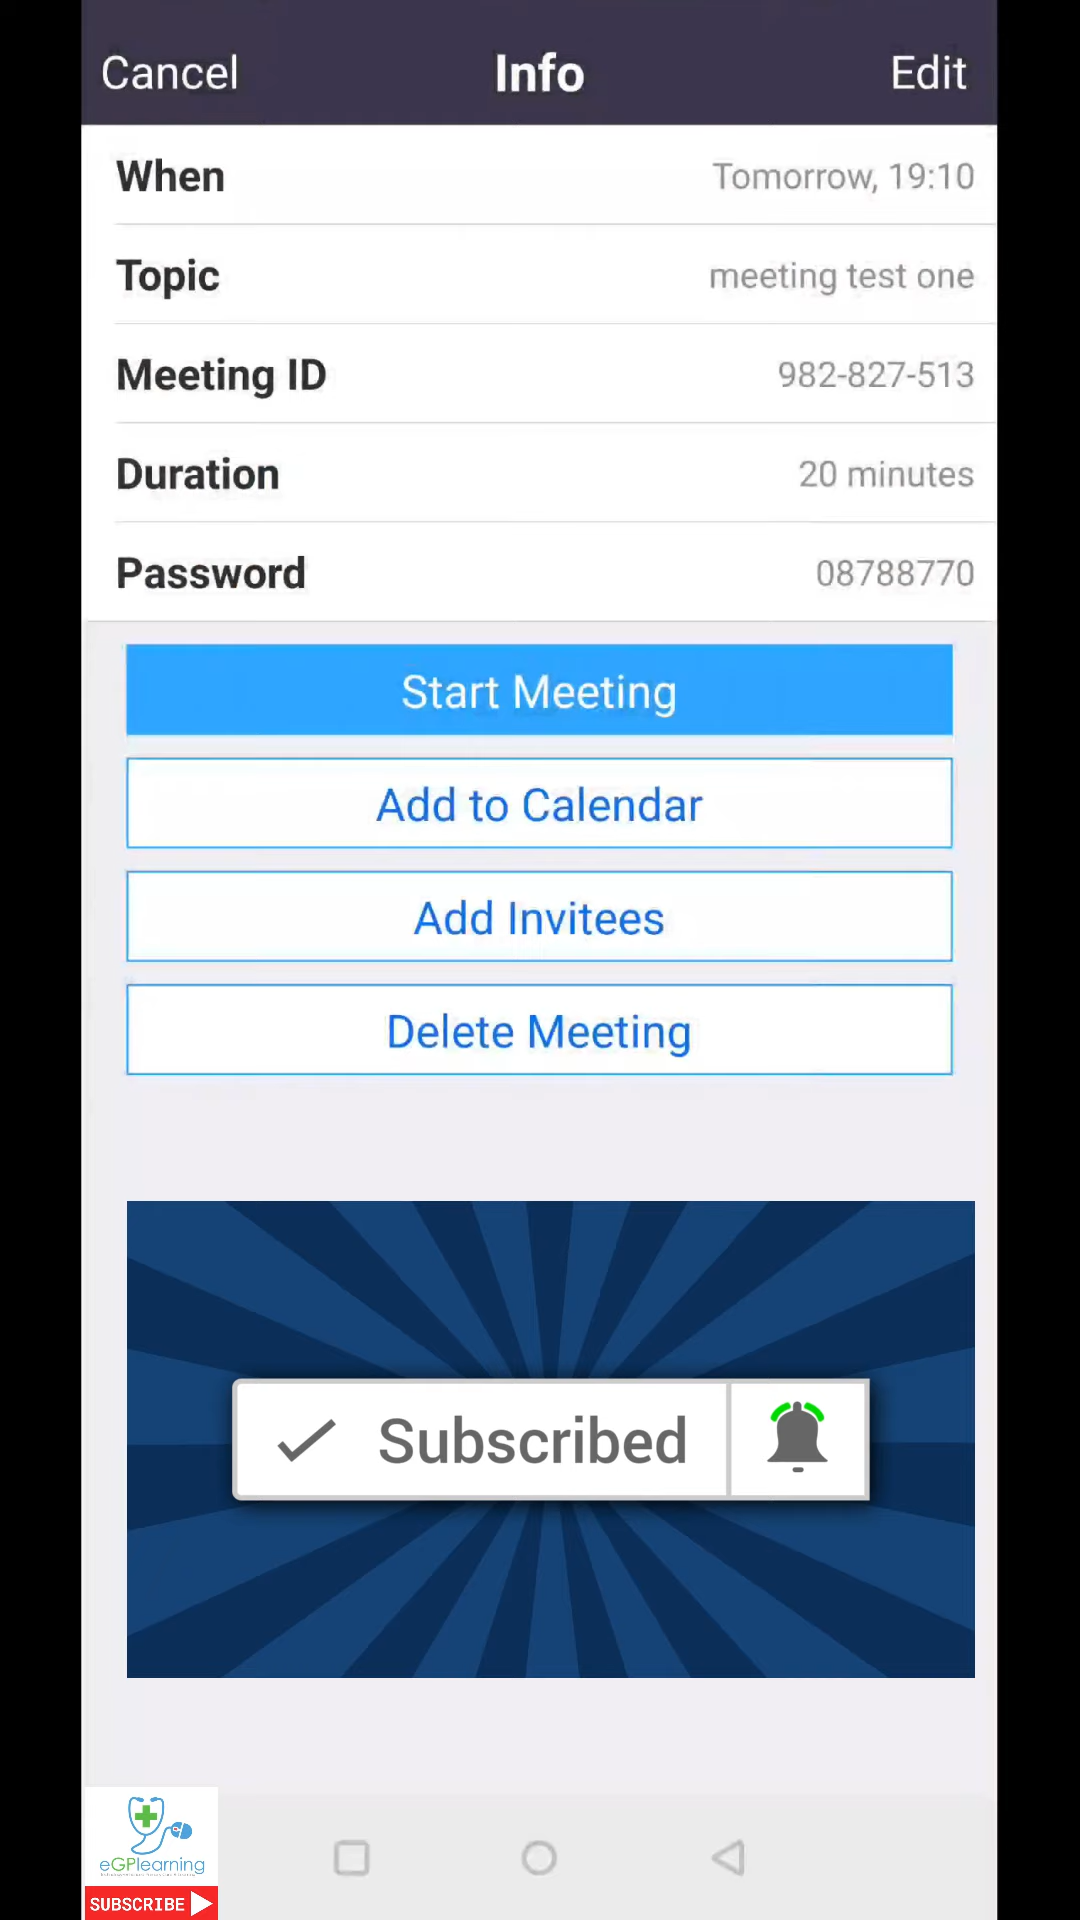 Cancel Info Edit
When Tomorrow, 19:10
Topic meeting test one
Meeting ID 982-827-513
Duration 20 minutes
Password 08788770
Start Meeting
Add to Calendar
Add Invitees
Delete Meeting
Subscribed
eGPlearning
SUBSCRIBE